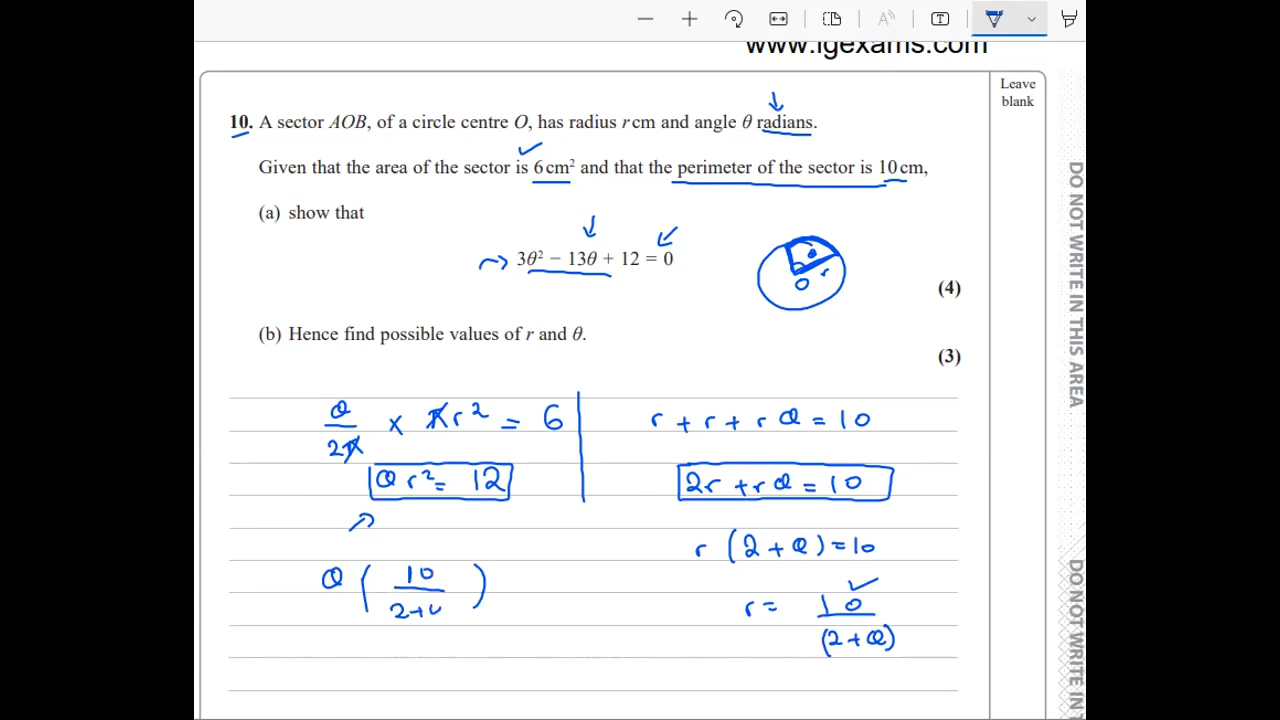 www.igexams.com
Leave
blank
10. A sector AOB, of a circle centre O, has radius r cm and angle θ radians.
Given that the area of the sector is 6 cm² and that the perimeter of the sector is 10 cm,
(a) show that
3θ² − 13θ + 12 = 0
θ
r
O
(4)
(b) Hence find possible values of r and θ.
(3)
θ/2π × πr² = 6
r + r + rθ = 10
θr² = 12
2r + rθ = 10
r (2 + θ) = 10
θ ( 10/2+θ )
r = 10/(2+θ)
DO NOT WRITE IN THIS AREA
DO NOT WRITE IN T